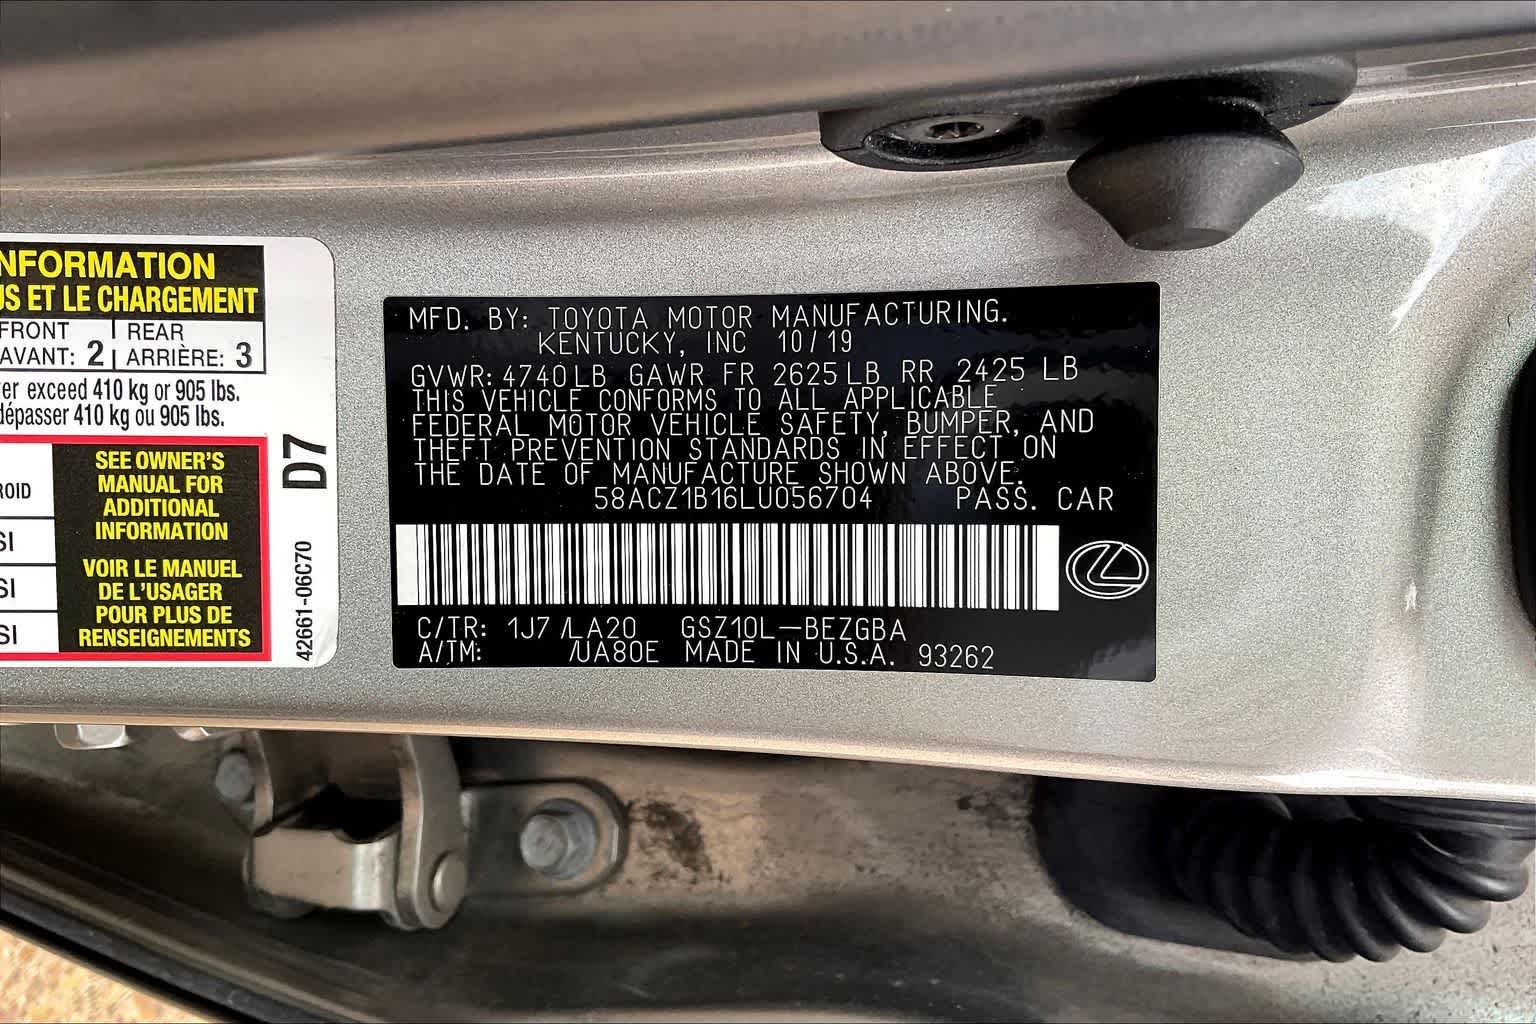 NFORMATION
US ET LE CHARGEMENT
FRONT | REAR
AVANT: 2 | ARRIÈRE: 3
er exceed 410 kg or 905 lbs.
dépasser 410 kg ou 905 lbs.
ROID
SI
SI
SI
SEE OWNER'S
MANUAL FOR
ADDITIONAL
INFORMATION
VOIR LE MANUEL
DE L'USAGER
POUR PLUS DE
RENSEIGNEMENTS
D7
42661-06C70
MFD. BY: TOYOTA MOTOR MANUFACTURING.
KENTUCKY, INC 10/19
GVWR: 4740LB GAWR FR 2625LB RR 2425 LB
THIS VEHICLE CONFORMS TO ALL APPLICABLE
FEDERAL MOTOR VEHICLE SAFETY, BUMPER, AND
THEFT PREVENTION STANDARDS IN EFFECT ON
THE DATE OF MANUFACTURE SHOWN ABOVE.
58ACZ1B16LU056704 PASS. CAR
C/TR: 1J7 /LA20 GSZ10L-BEZGBA
A/TM: /UA80E MADE IN U.S.A. 93262